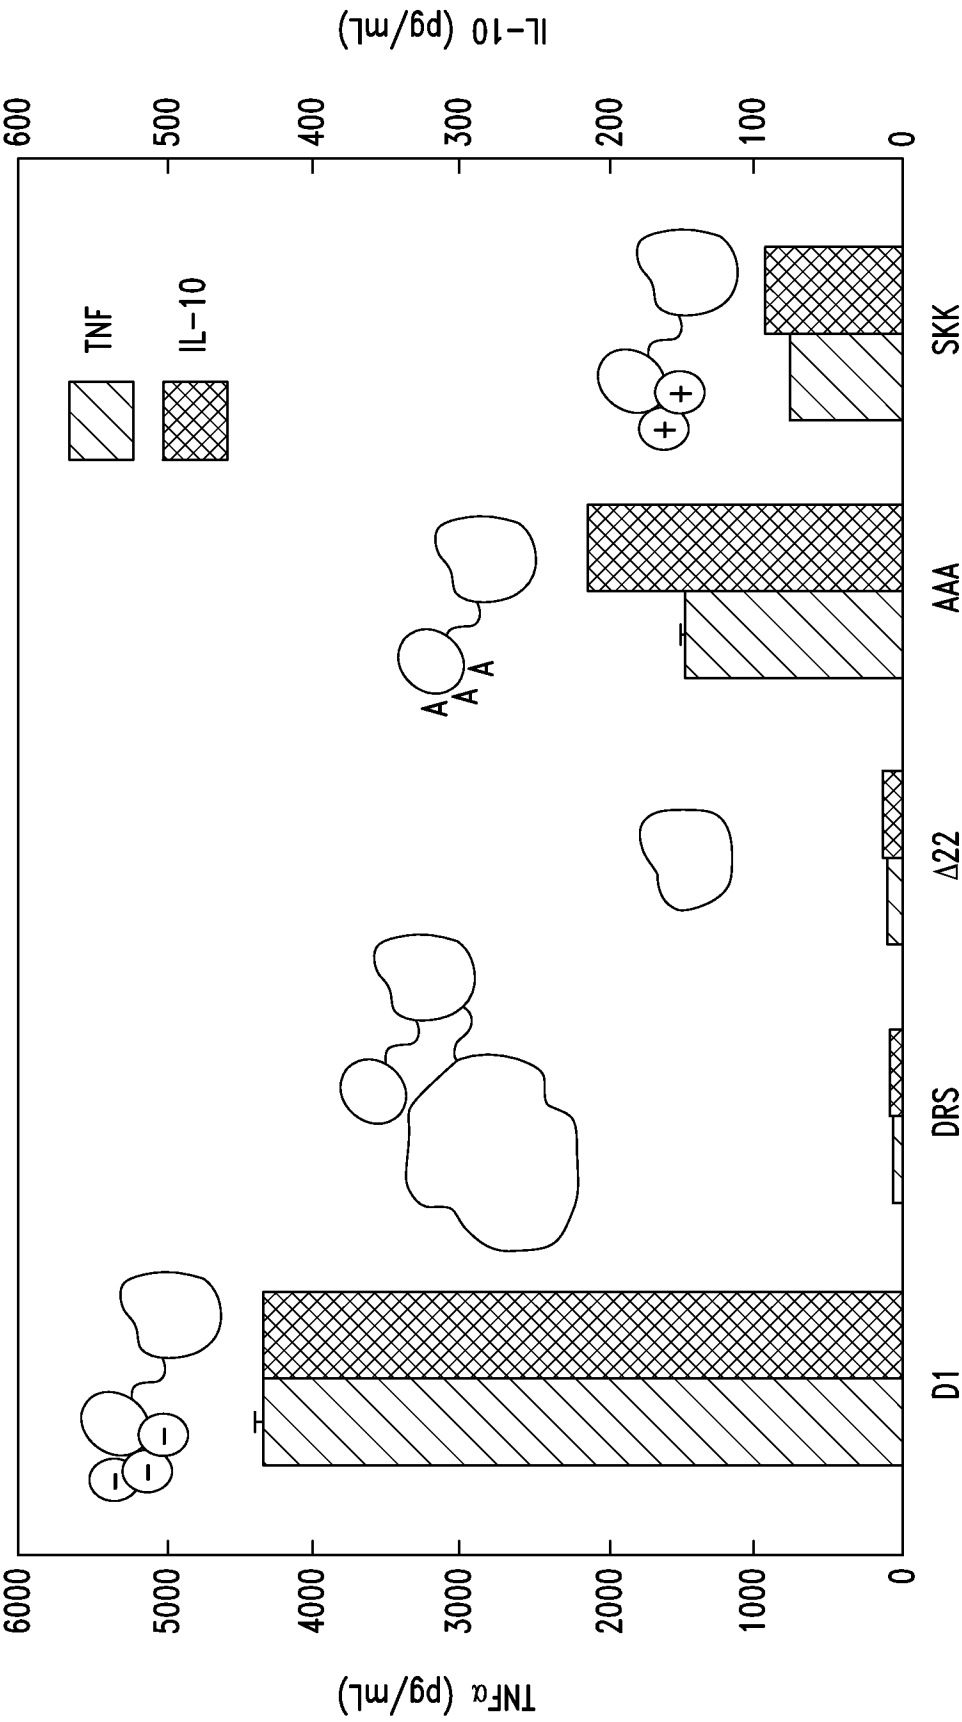 TNFα (pg/mL)
6000
5000
4000
3000
2000
1000
0
IL-10 (pg/mL)
600
500
400
300
200
100
0
TNF
IL-10
− − −
A A A
+ +
D1
DRS
Δ22
AAA
SKK